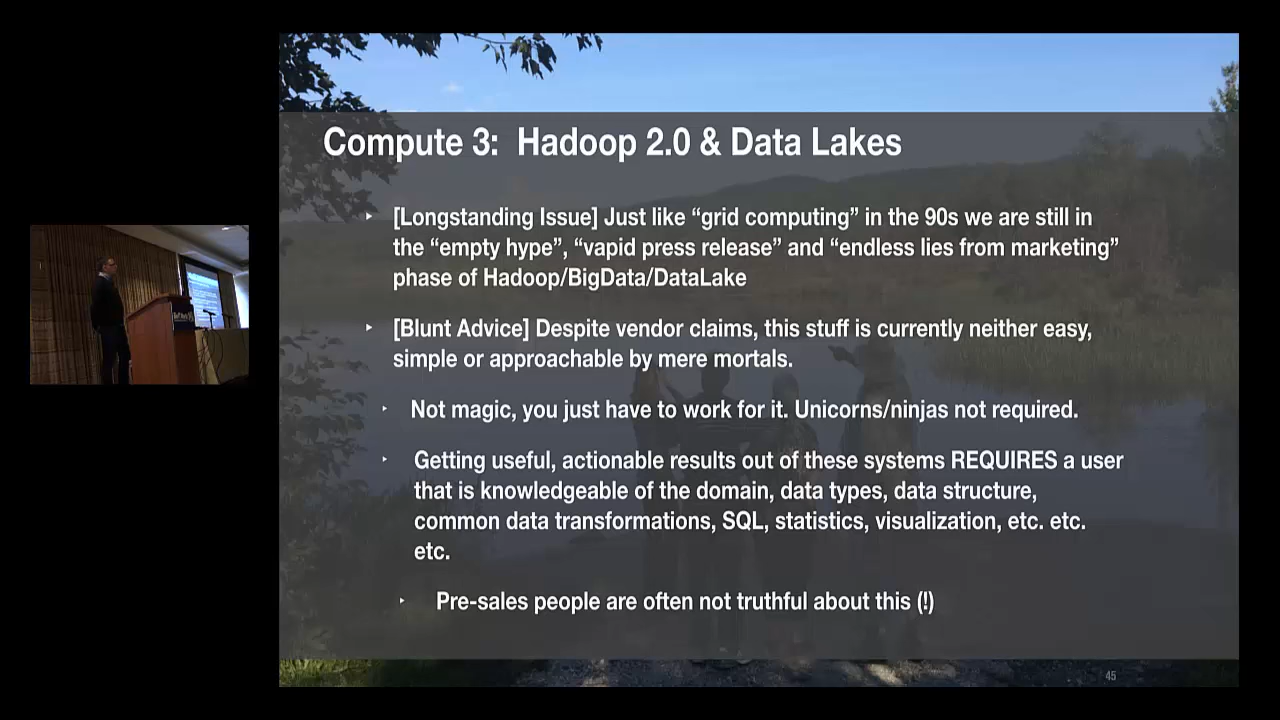 Compute 3: Hadoop 2.0 & Data Lakes
[Longstanding Issue] Just like “grid computing” in the 90s we are still in
the “empty hype”, “vapid press release” and “endless lies from marketing”
phase of Hadoop/BigData/DataLake
[Blunt Advice] Despite vendor claims, this stuff is currently neither easy,
simple or approachable by mere mortals.
Not magic, you just have to work for it. Unicorns/ninjas not required.
Getting useful, actionable results out of these systems REQUIRES a user
that is knowledgeable of the domain, data types, data structure,
common data transformations, SQL, statistics, visualization, etc. etc.
etc.
Pre-sales people are often not truthful about this (!)
45